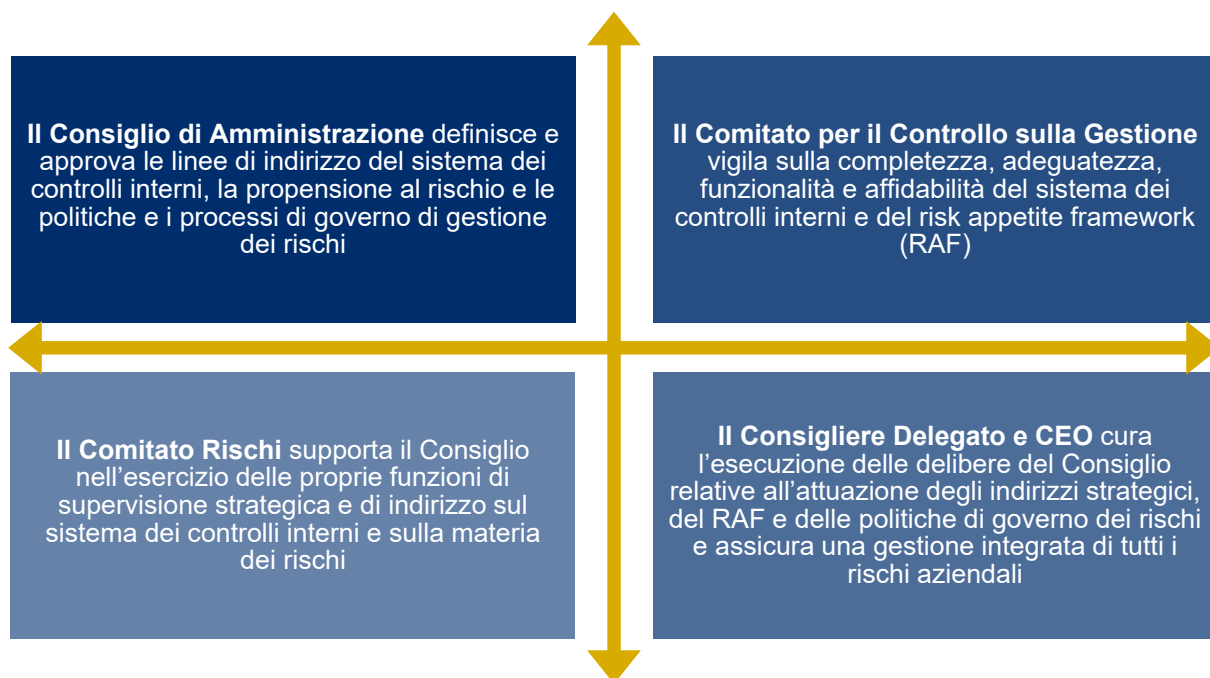 Il Consiglio di Amministrazione definisce e
approva le linee di indirizzo del sistema dei
controlli interni, la propensione al rischio e le
politiche e i processi di governo di gestione
dei rischi
Il Comitato per il Controllo sulla Gestione
vigila sulla completezza, adeguatezza,
funzionalità e affidabilità del sistema dei
controlli interni e del risk appetite framework
(RAF)
Il Comitato Rischi supporta il Consiglio
nell’esercizio delle proprie funzioni di
supervisione strategica e di indirizzo sul
sistema dei controlli interni e sulla materia
dei rischi
Il Consigliere Delegato e CEO cura
l’esecuzione delle delibere del Consiglio
relative all’attuazione degli indirizzi strategici,
del RAF e delle politiche di governo dei rischi
e assicura una gestione integrata di tutti i
rischi aziendali